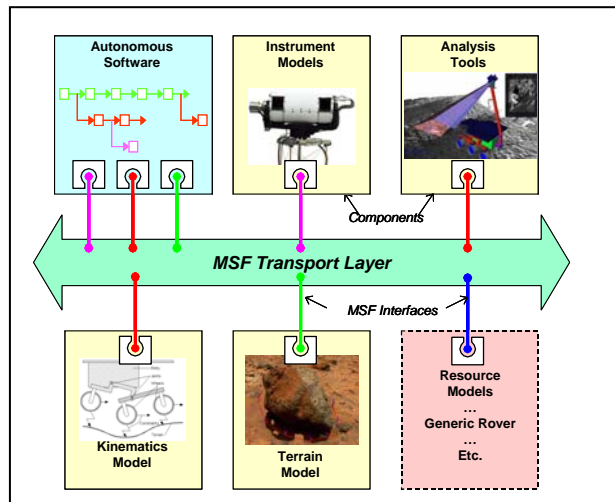 Autonomous
Software
Instrument
Models
Analysis
Tools
Components
MSF Transport Layer
MSF Interfaces
Kinematics
Model
Terrain
Model
Resource
Models
...
Generic Rover
...
Etc.